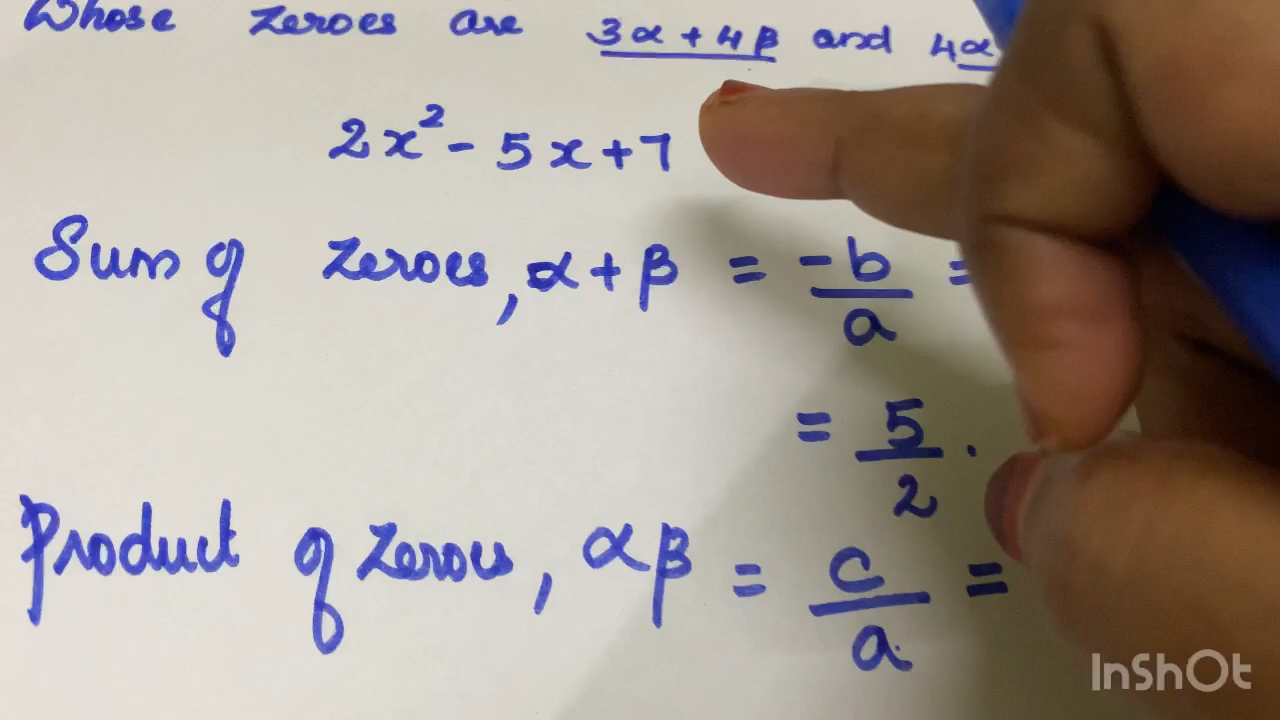 Whose zeroes are 3α + 4β and 4α
2x² - 5x + 7
Sum of zeroes, α + β = -b/a =
= 5/2.
Product of zeroes, αβ = c/a =
InShOt